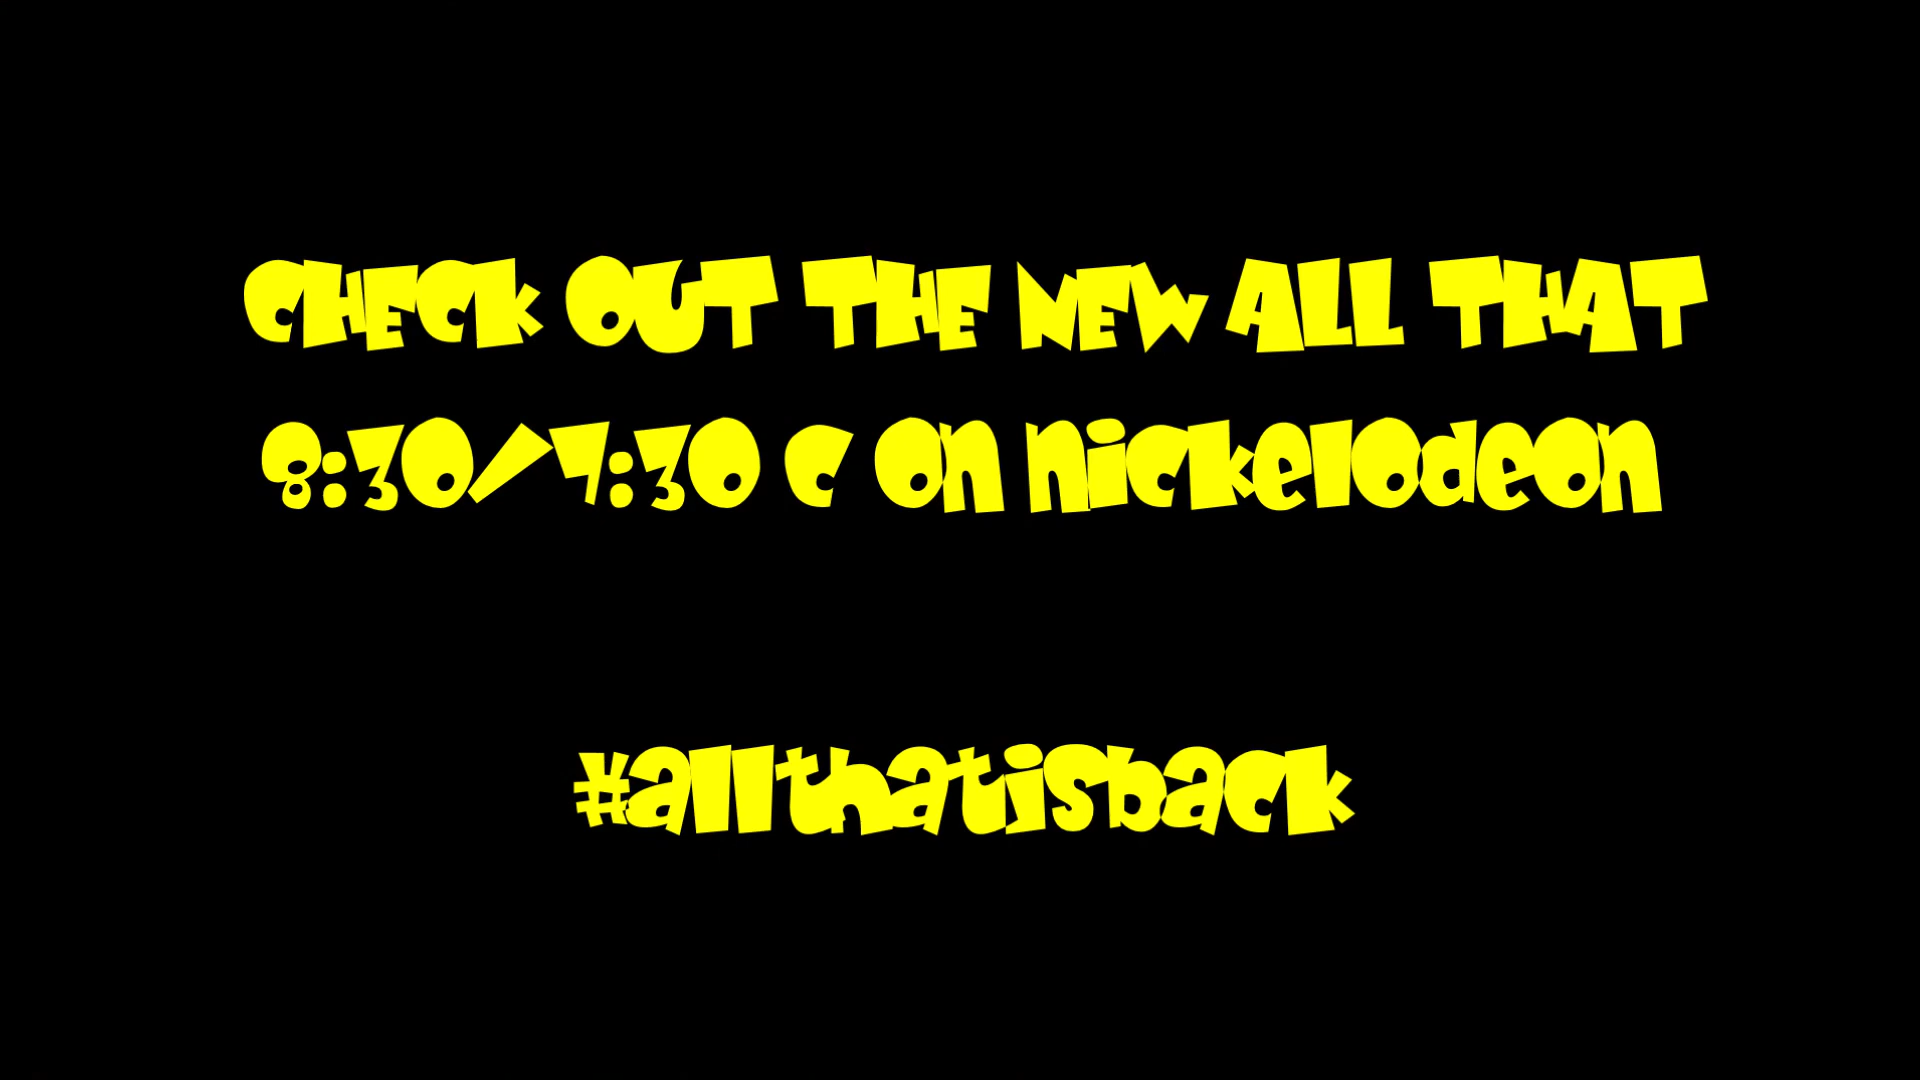 CHECK OUT THE NEW ALL THAT
8:30/7:30 C on nickelodeon
#allthatisback